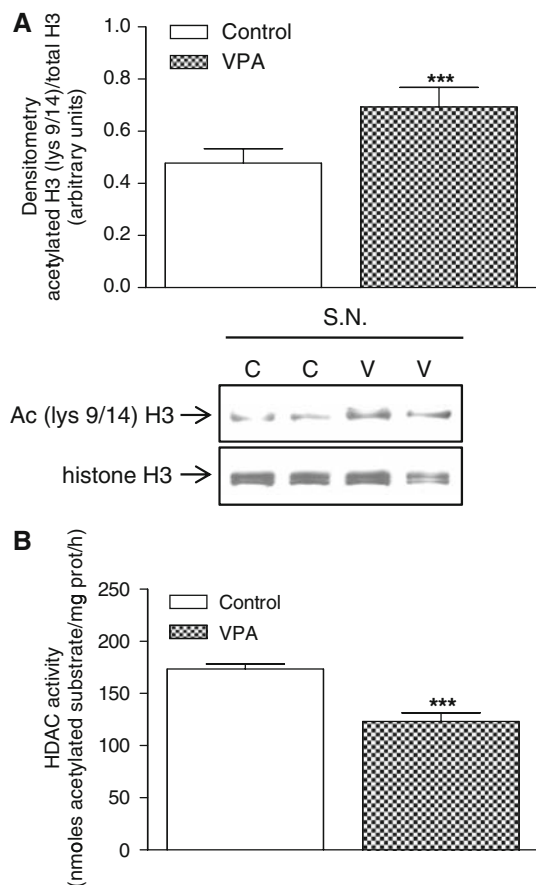 A
Densitometry
acetylated H3 (lys 9/14)/total H3
(arbitrary units)
1.0
0.8
0.6
0.4
0.2
0.0
Control
VPA
***
S.N.
C C V V
Ac (lys 9/14) H3
histone H3
B
HDAC activity
(nmoles acetylated substrate/mg prot/h)
250
200
150
100
50
0
Control
VPA
***